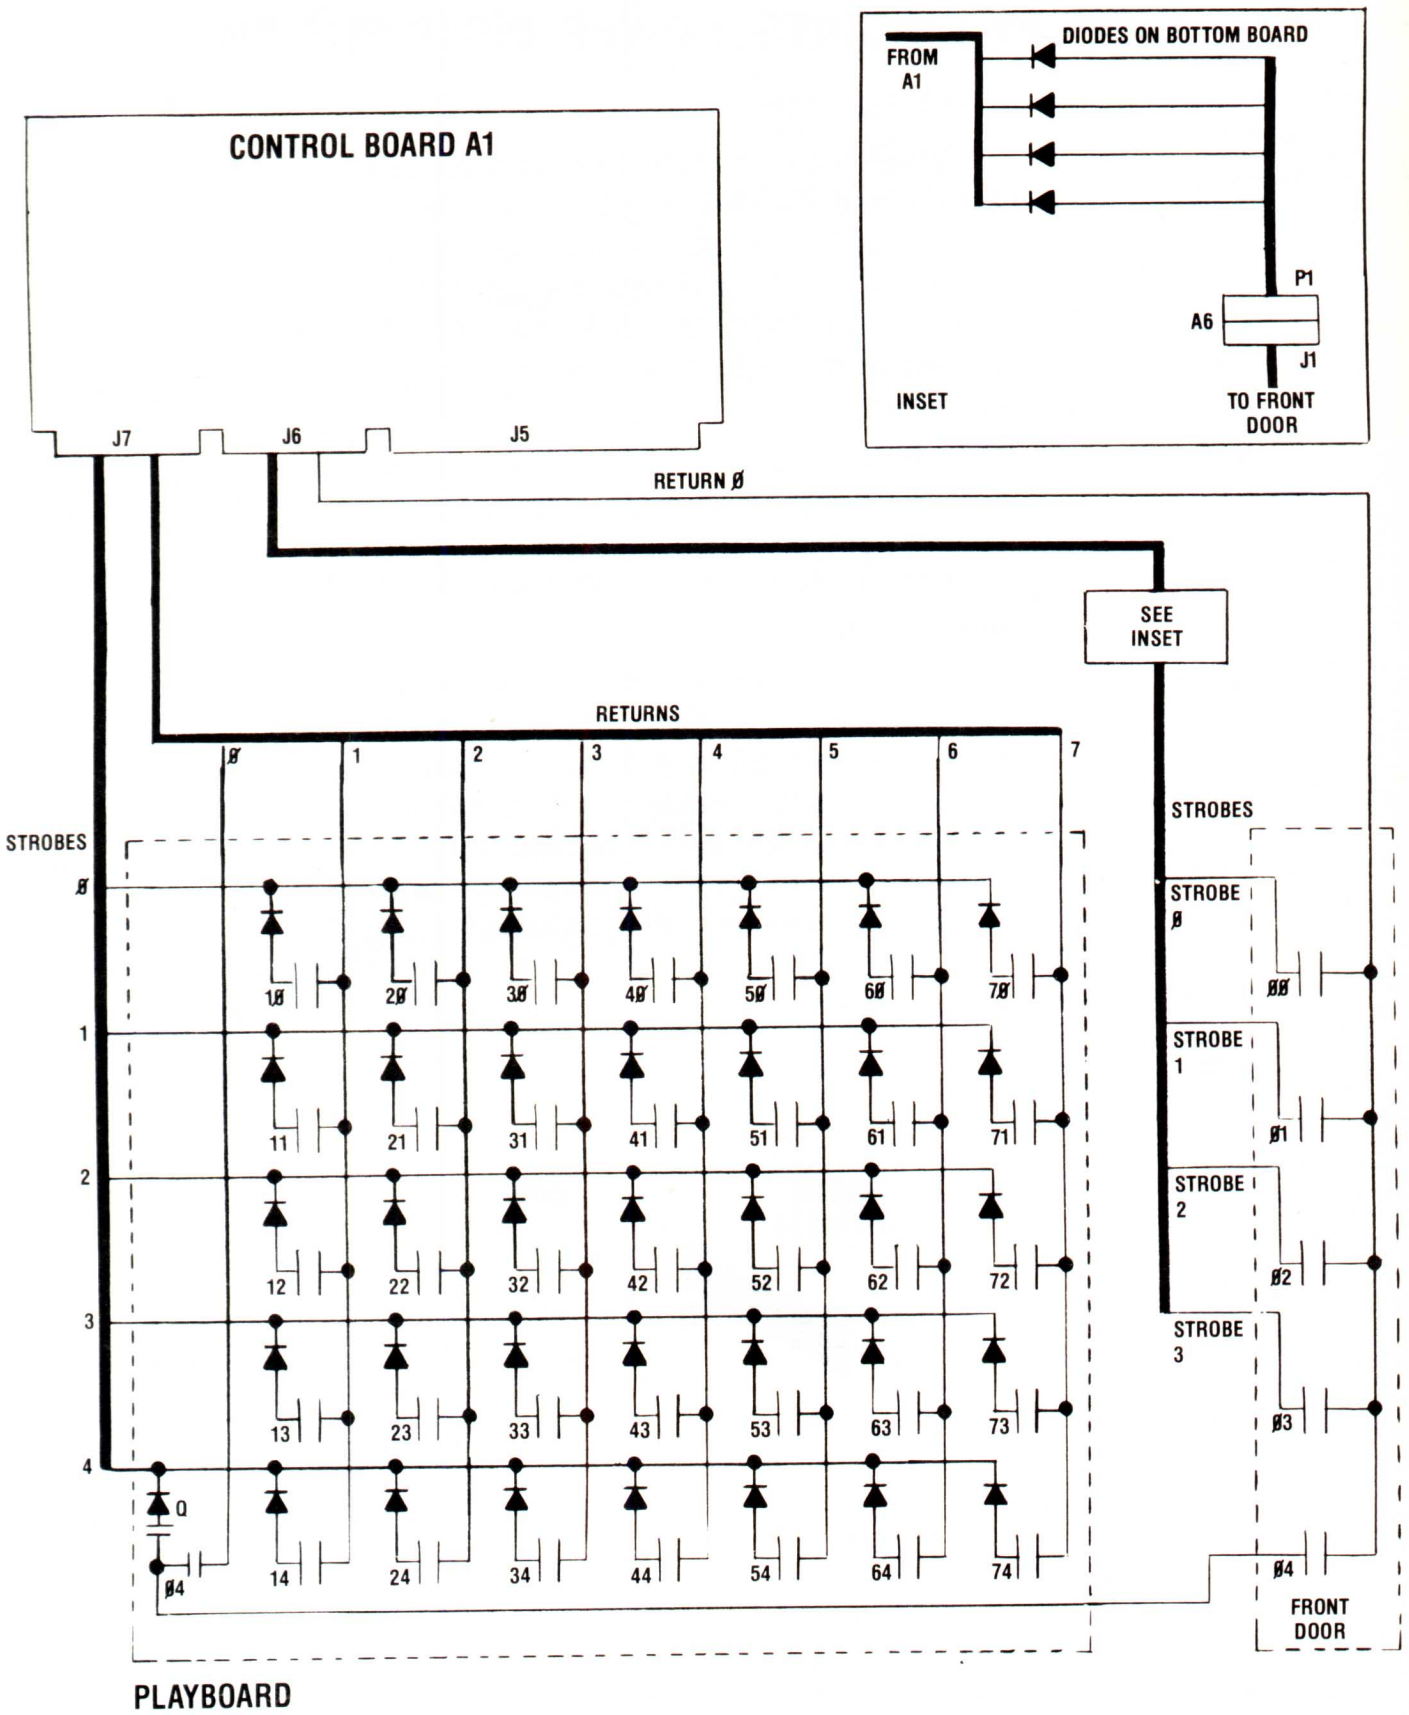 DIODES ON BOTTOM BOARD
FROM
A1
P1
A6
J1
INSET
TO FRONT
DOOR
CONTROL BOARD A1
J7
J6
J5
RETURN Ø
SEE
INSET
RETURNS
Ø 1 2 3 4 5 6 7
STROBES
STROBES
Ø
STROBE
Ø
1Ø 2Ø 3Ø 4Ø 5Ø 6Ø 7Ø
ØØ
1
STROBE
1
11 21 31 41 51 61 71
Ø1
2
STROBE
2
12 22 32 42 52 62 72
Ø2
3
STROBE
3
13 23 33 43 53 63 73
Ø3
4
Q
Ø4 14 24 34 44 54 64 74
Ø4
FRONT
DOOR
PLAYBOARD